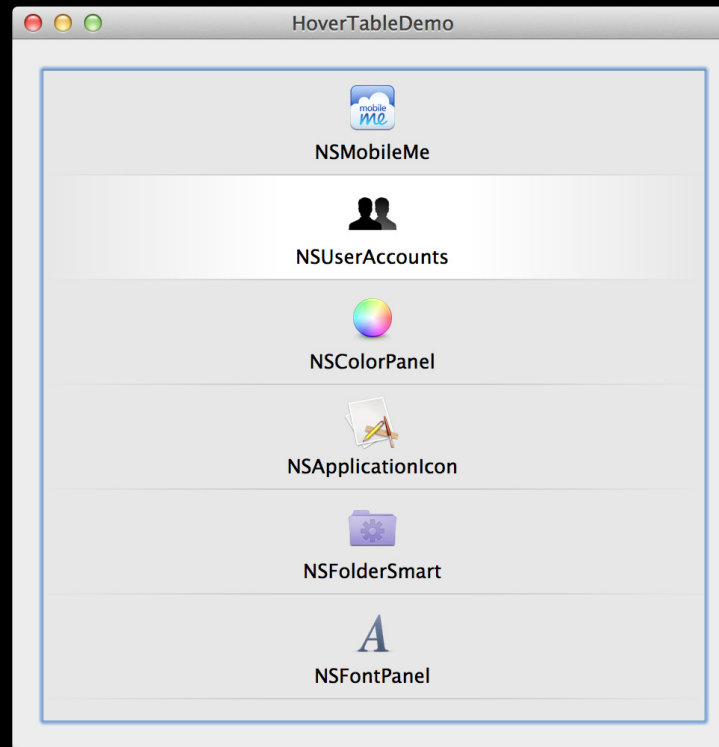 HoverTableDemo
mobile
me
NSMobileMe
NSUserAccounts
NSColorPanel
NSApplicationIcon
NSFolderSmart
A
NSFontPanel